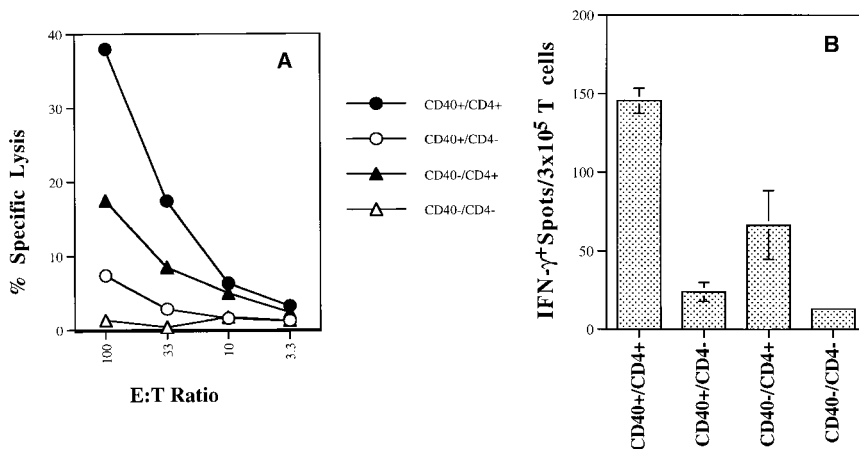 A
% Specific Lysis
40
30
20
10
0
100
33
10
3.3
E:T Ratio
CD40+/CD4+
CD40+/CD4-
CD40-/CD4+
CD40-/CD4-
B
IFN-γ+Spots/3x10⁵ T cells
200
150
100
50
0
CD40+/CD4+
CD40+/CD4-
CD40-/CD4+
CD40-/CD4-